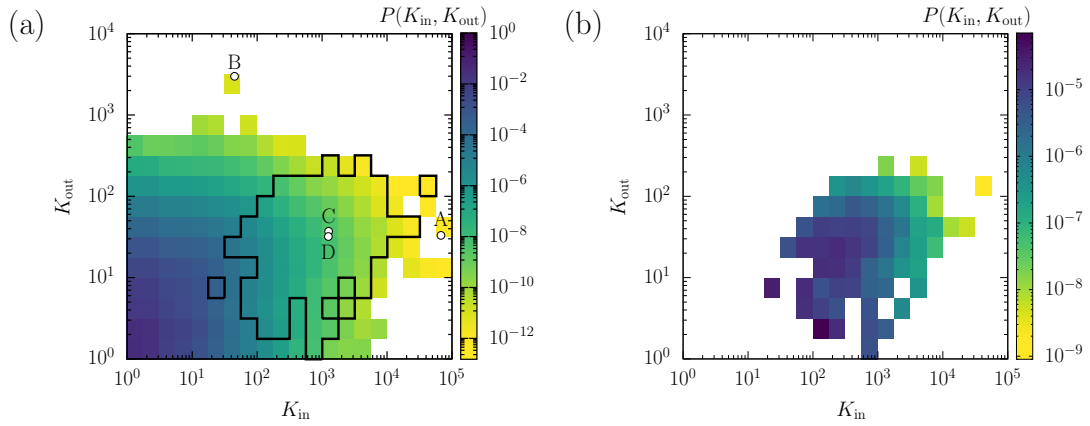 (a)
P(K_in, K_out)
10^4
10^3
10^2
10^1
10^0
K_out
B
C
D
A
10^0 10^1 10^2 10^3 10^4 10^5
K_in
10^0
10^−2
10^−4
10^−6
10^−8
10^−10
10^−12
(b)
P(K_in, K_out)
10^4
10^3
10^2
10^1
10^0
K_out
10^0 10^1 10^2 10^3 10^4 10^5
K_in
10^−5
10^−6
10^−7
10^−8
10^−9